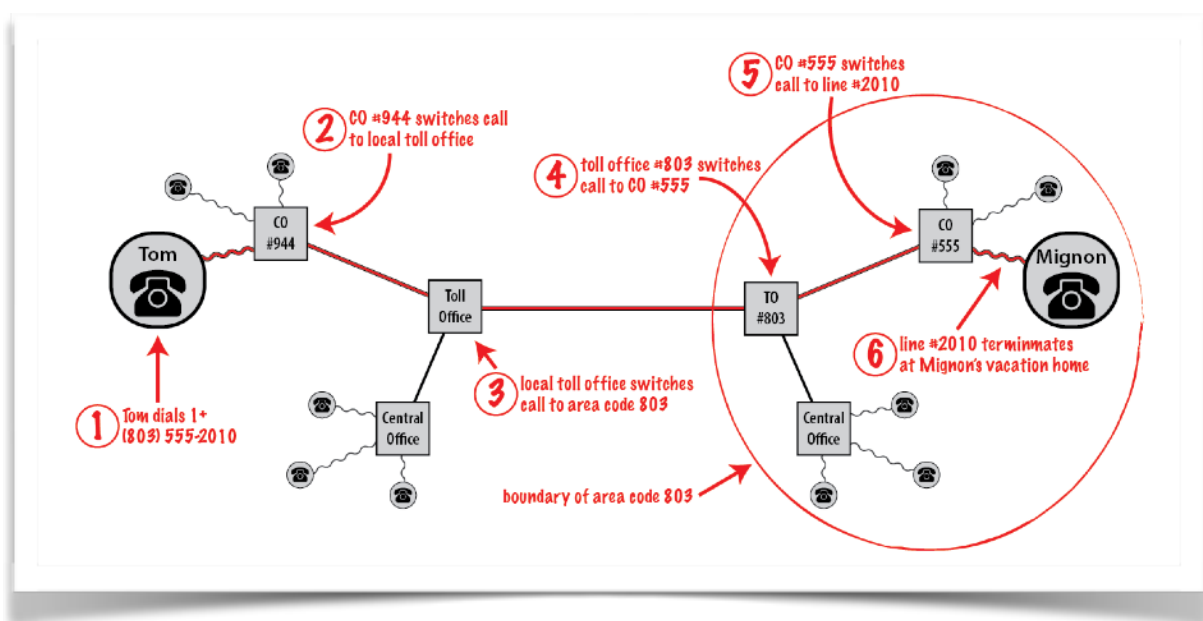 5
CO #555 switches
call to line #2010
2
CO #944 switches call
to local toll office
4
toll office #803 switches
call to CO #555
CO
#944
CO
#555
Tom
Mignon
Toll
Office
TO
#803
6
line #2010 terminmates
at Mignon's vacation home
3
local toll office switches
call to area code 803
1
Tom dials 1+
(803) 555-2010
Central
Office
Central
Office
boundary of area code 803